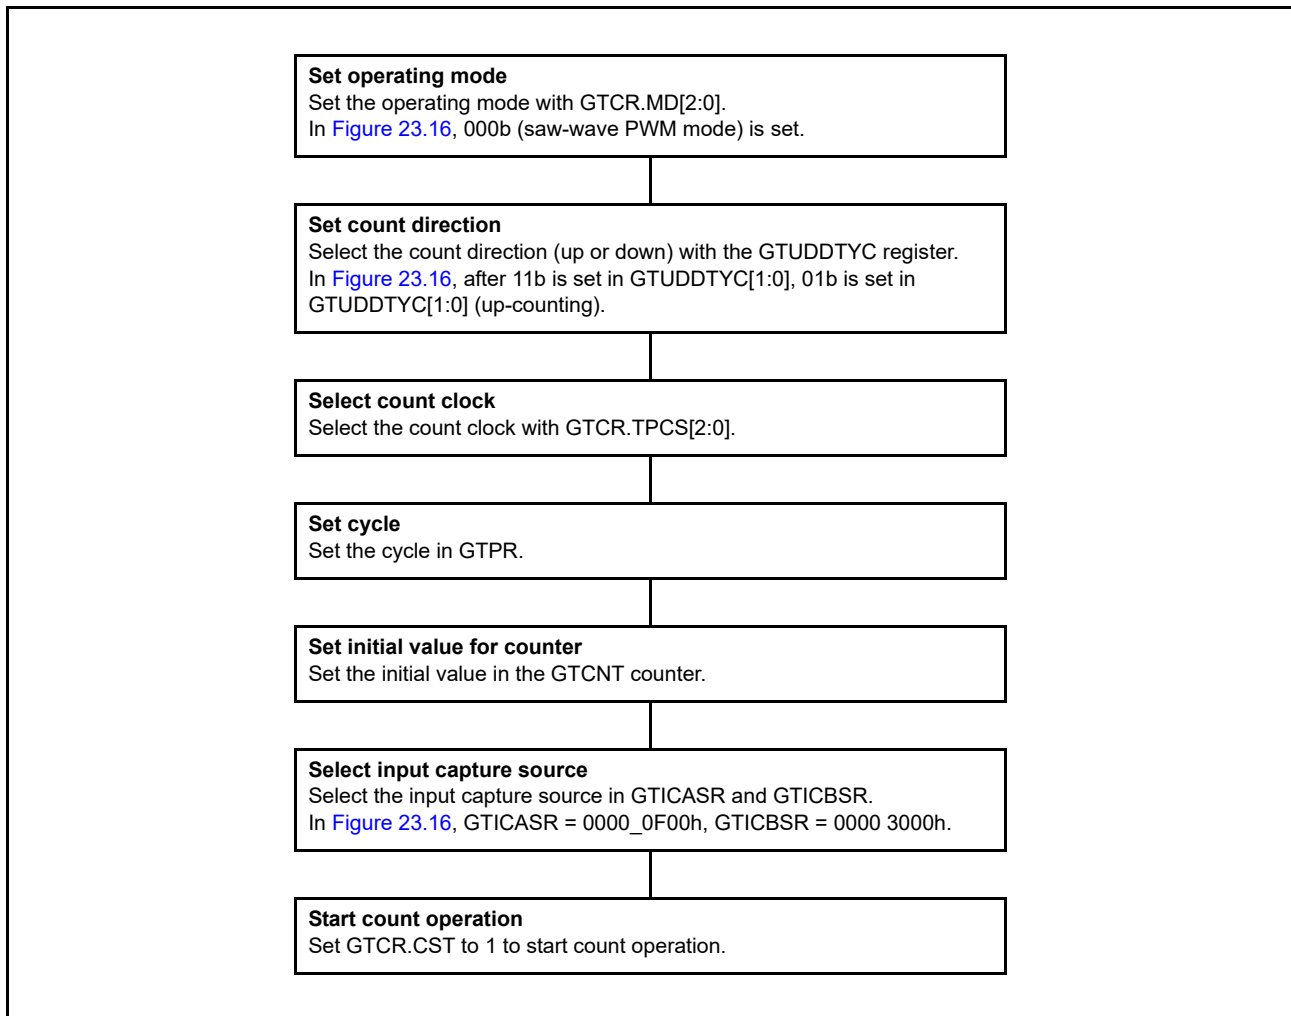 Set operating mode
Set the operating mode with GTCR.MD[2:0].
In Figure 23.16, 000b (saw-wave PWM mode) is set.
Set count direction
Select the count direction (up or down) with the GTUDDTYC register.
In Figure 23.16, after 11b is set in GTUDDTYC[1:0], 01b is set in
GTUDDTYC[1:0] (up-counting).
Select count clock
Select the count clock with GTCR.TPCS[2:0].
Set cycle
Set the cycle in GTPR.
Set initial value for counter
Set the initial value in the GTCNT counter.
Select input capture source
Select the input capture source in GTICASR and GTICBSR.
In Figure 23.16, GTICASR = 0000_0F00h, GTICBSR = 0000 3000h.
Start count operation
Set GTCR.CST to 1 to start count operation.